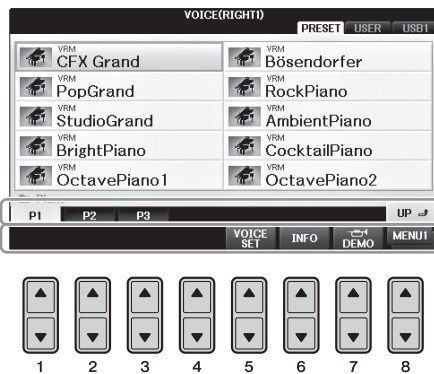 VOICE(RIGHT1)
PRESET USER USB1
VRM CFX Grand
VRM Bösendorfer
VRM PopGrand
VRM RockPiano
VRM StudioGrand
VRM AmbientPiano
VRM BrightPiano
VRM CocktailPiano
VRM OctavePiano1
VRM OctavePiano2
P1 P2 P3 UP
VOICE SET INFO DEMO MENU1
1 2 3 4 5 6 7 8